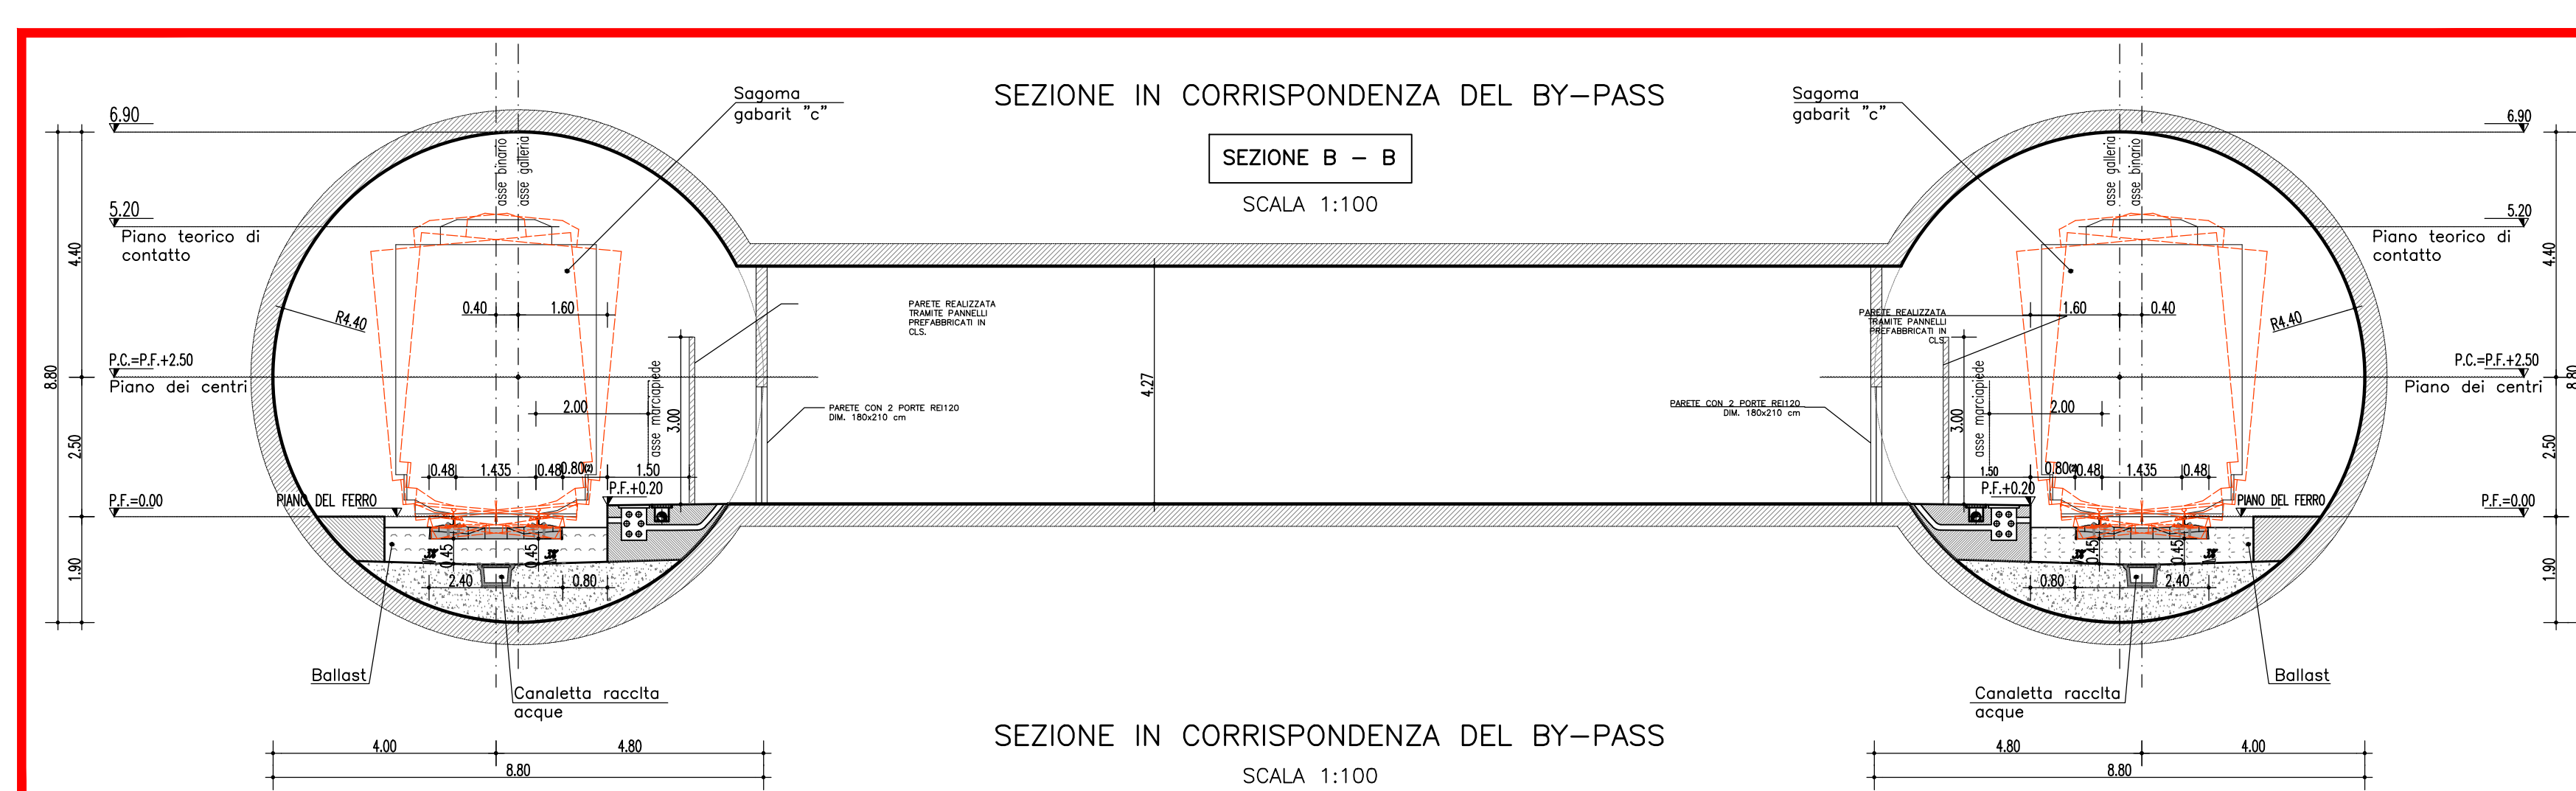 SEZIONE IN CORRISPONDENZA DEL BY-PASS
SEZIONE B - B
SCALA 1:100
Sagoma
gabarit "c"
6.90
asse binario
asse galleria
5.20
Piano teorico di
contatto
4.40
8.80
R4.40
0.40
1.60
P.C.=P.F.+2.50
Piano dei centri
2.00
asse marciapiede
3.00
2.50
0.48
1.435
0.48
0.80(2)
1.50
P.F.+0.20
P.F.=0.00
PIANO DEL FERRO
1.90
0.45
0.45
2.40
0.80
Ballast
Canaletta racclta
acque
4.00
4.80
8.80
PARETE REALIZZATA
TRAMITE PANNELLI
PREFABBRICATI IN
CLS.
PARETE CON 2 PORTE REI120
DIM. 180x210 cm
4.27
Sagoma
gabarit "c"
asse galleria
asse binario
6.90
5.20
Piano teorico di
contatto
4.40
8.80
R4.40
1.60
0.40
PARETE REALIZZATA
TRAMITE PANNELLI
PREFABBRICATI IN
CLS.
P.C.=P.F.+2.50
Piano dei centri
PARETE CON 2 PORTE REI120
DIM. 180x210 cm
3.00
asse marciapiede
2.00
2.50
1.50
0.80
0.48
1.435
0.48
P.F.+0.20
PIANO DEL FERRO
P.F.=0.00
1.90
0.45
0.45
0.80
2.40
Ballast
Canaletta racclta
acque
4.80
4.00
8.80
SEZIONE IN CORRISPONDENZA DEL BY-PASS
SCALA 1:100